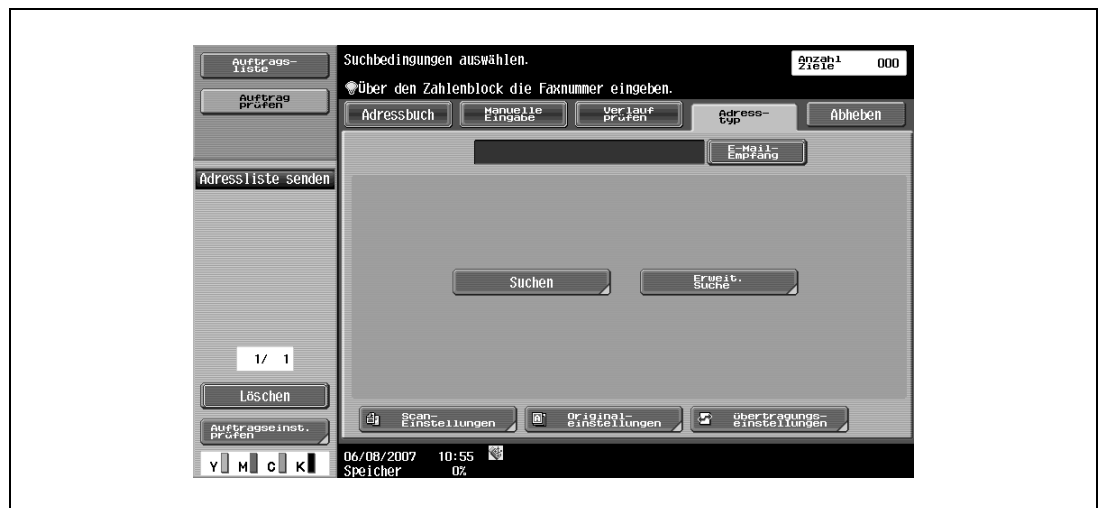 Auftrags-
liste
Auftrag
prüfen
Adressliste senden
1/ 1
Löschen
Auftragseinst.
prüfen
Y M C K
Suchbedingungen auswählen.
Anzahl
Ziele 000
Über den Zahlenblock die Faxnummer eingeben.
Adressbuch
Manuelle
Eingabe
Verlauf
prüfen
Adress-
typ
Abheben
E-Mail-
Empfang
Suchen
Erweit.
Suche
Scan-
Einstellungen
Original-
einstellungen
übertragungs-
einstellungen
06/08/2007 10:55
Speicher 0%